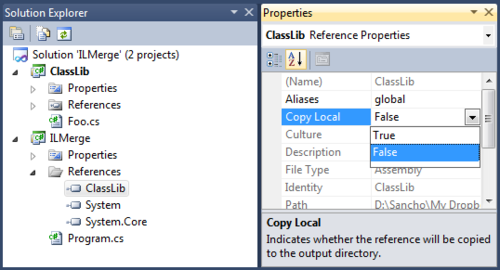 Solution Explorer
Solution 'ILMerge' (2 projects)
ClassLib
Properties
References
Foo.cs
ILMerge
Properties
References
ClassLib
System
System.Core
Program.cs
Properties
ClassLib Reference Properties
(Name) ClassLib
Aliases global
Copy Local False
Culture True
Description False
File Type Assembly
Identity ClassLib
Path D:\Sancho\My Dropb
Copy Local
Indicates whether the reference will be copied
to the output directory.